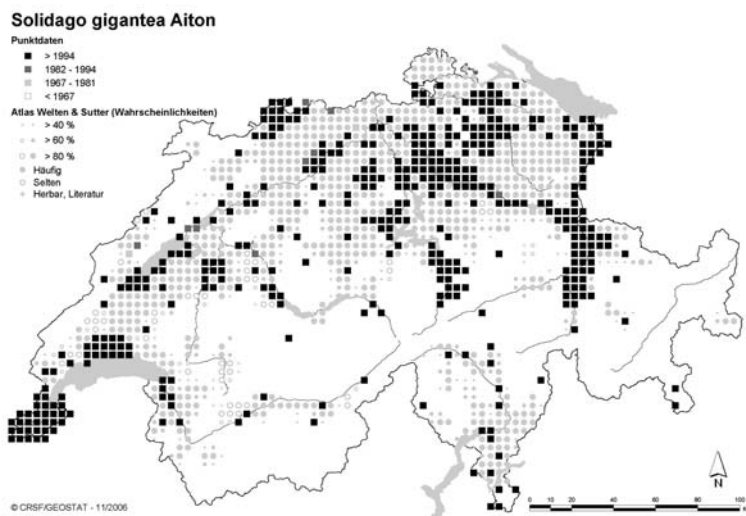 Solidago gigantea Aiton
Punktdaten
> 1994
1982 - 1994
1967 - 1981
< 1967
Atlas Welten & Sutter (Wahrscheinlichkeiten)
> 40 %
> 60 %
> 80 %
Häufig
Selten
Herbar, Literatur
N
0 20 40 60 80 100
© CRSF/GEOSTAT - 11/2006